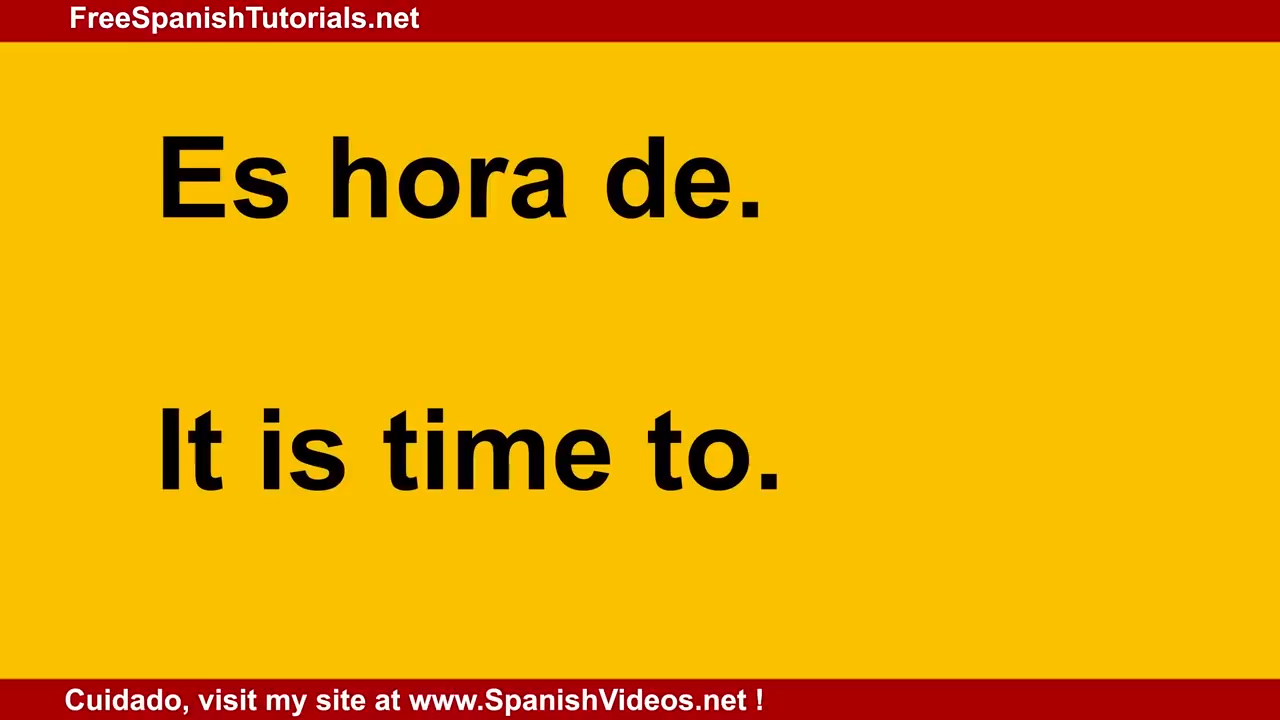 FreeSpanishTutorials.net
Es hora de.
It is time to.
Cuidado, visit my site at www.SpanishVideos.net !